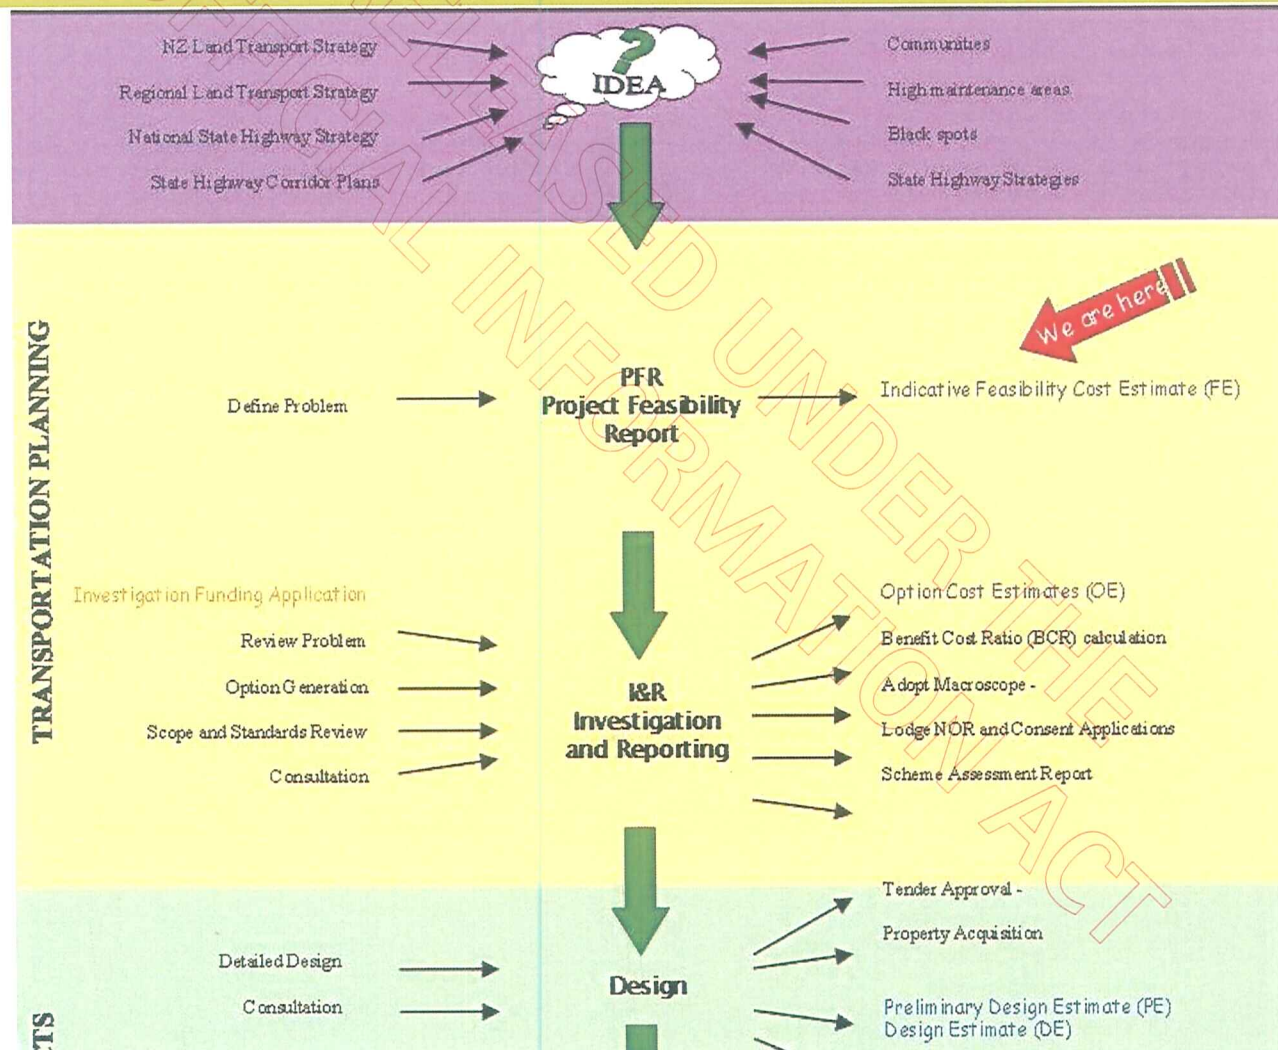 NZ Land Transport Strategy
Regional Land Transport Strategy
National State Highway Strategy
State Highway Corridor Plans
?
IDEA
Communities
High maintenance areas
Black spots
State Highway Strategies
TRANSPORTATION PLANNING
We are here
Define Problem
PFR
Project Feasibility
Report
Indicative Feasibility Cost Estimate (FE)
Investigation Funding Application
Review Problem
Option Generation
Scope and Standards Review
Consultation
I&R
Investigation
and Reporting
Option Cost Estimates (OE)
Benefit Cost Ratio (BCR) calculation
Adopt Macroscope -
Lodge NOR and Consent Applications
Scheme Assessment Report
Detailed Design
Consultation
Design
Tender Approval -
Property Acquisition
Preliminary Design Estimate (PE)
Design Estimate (DE)
RELEASED UNDER THE
OFFICIAL INFORMATION ACT